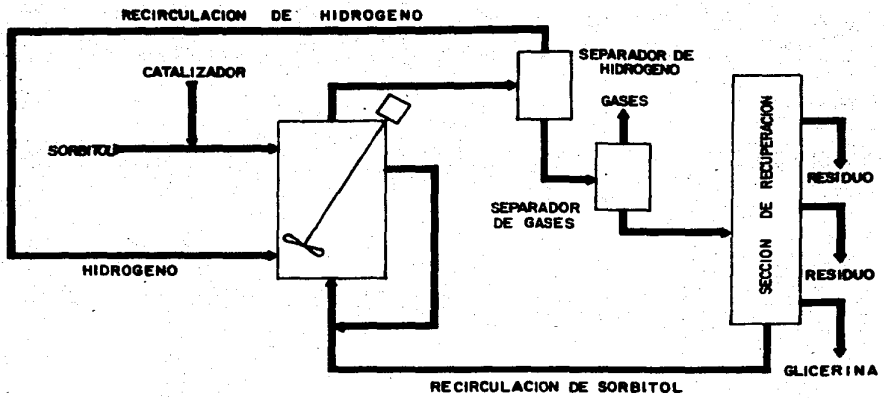 RECIRCULACION DE HIDROGENO
CATALIZADOR
SORBITOL
HIDROGENO
SEPARADOR DE
HIDROGENO
GASES
SEPARADOR
DE GASES
SECCION DE RECUPERACION
RESIDUO
RESIDUO
GLICERINA
RECIRCULACION DE SORBITOL